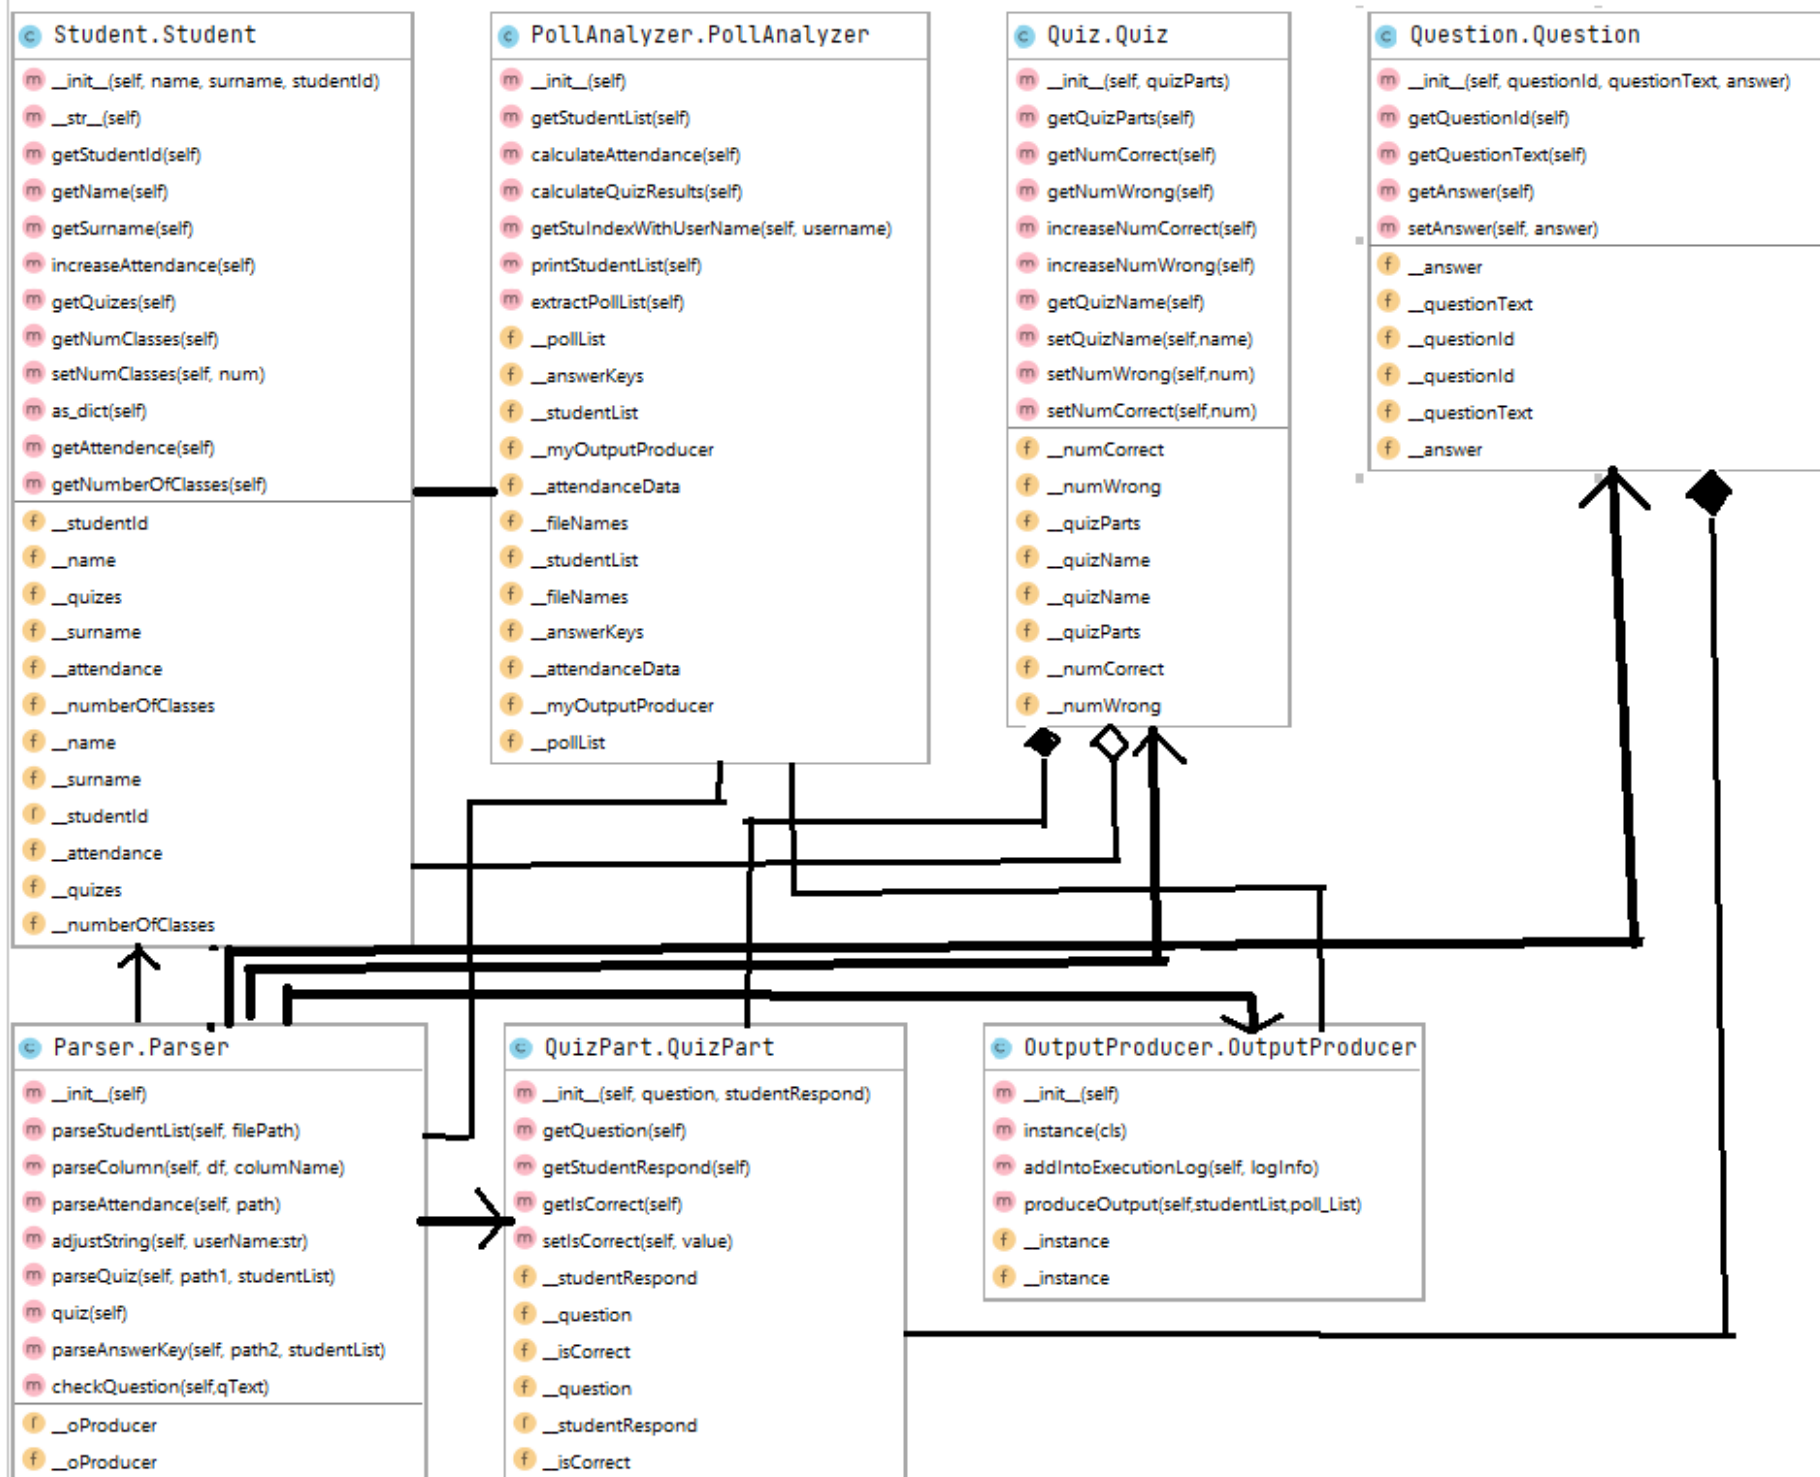 Student.Student
__init__(self, name, surname, studentId)
__str__(self)
getStudentId(self)
getName(self)
getSurname(self)
increaseAttendance(self)
getQuizes(self)
getNumClasses(self)
setNumClasses(self, num)
as_dict(self)
getAttendence(self)
getNumberOfClasses(self)
__studentId
__name
__quizes
__surname
__attendance
__numberOfClasses
__name
__surname
__studentId
__attendance
__quizes
__numberOfClasses
PollAnalyzer.PollAnalyzer
__init__(self)
getStudentList(self)
calculateAttendance(self)
calculateQuizResults(self)
getStuIndexWithUserName(self, username)
printStudentList(self)
extractPollList(self)
__pollList
__answerKeys
__studentList
__myOutputProducer
__attendanceData
__fileNames
__studentList
__fileNames
__answerKeys
__attendanceData
__myOutputProducer
__pollList
Quiz.Quiz
__init__(self, quizParts)
getQuizParts(self)
getNumCorrect(self)
getNumWrong(self)
increaseNumCorrect(self)
increaseNumWrong(self)
getQuizName(self)
setQuizName(self,name)
setNumWrong(self,num)
setNumCorrect(self,num)
__numCorrect
__numWrong
__quizParts
__quizName
__quizName
__quizParts
__numCorrect
__numWrong
Question.Question
__init__(self, questionId, questionText, answer)
getQuestionId(self)
getQuestionText(self)
getAnswer(self)
setAnswer(self, answer)
__answer
__questionText
__questionId
__questionId
__questionText
__answer
Parser.Parser
__init__(self)
parseStudentList(self, filePath)
parseColumn(self, df, columName)
parseAttendance(self, path)
adjustString(self, userName:str)
parseQuiz(self, path1, studentList)
quiz(self)
parseAnswerKey(self, path2, studentList)
checkQuestion(self,qText)
__oProducer
__oProducer
QuizPart.QuizPart
__init__(self, question, studentRespond)
getQuestion(self)
getStudentRespond(self)
getIsCorrect(self)
setIsCorrect(self, value)
__studentRespond
__question
__isCorrect
__question
__studentRespond
__isCorrect
OutputProducer.OutputProducer
__init__(self)
instance(cls)
addIntoExecutionLog(self, logInfo)
produceOutput(self,studentList,poll_List)
__instance
__instance